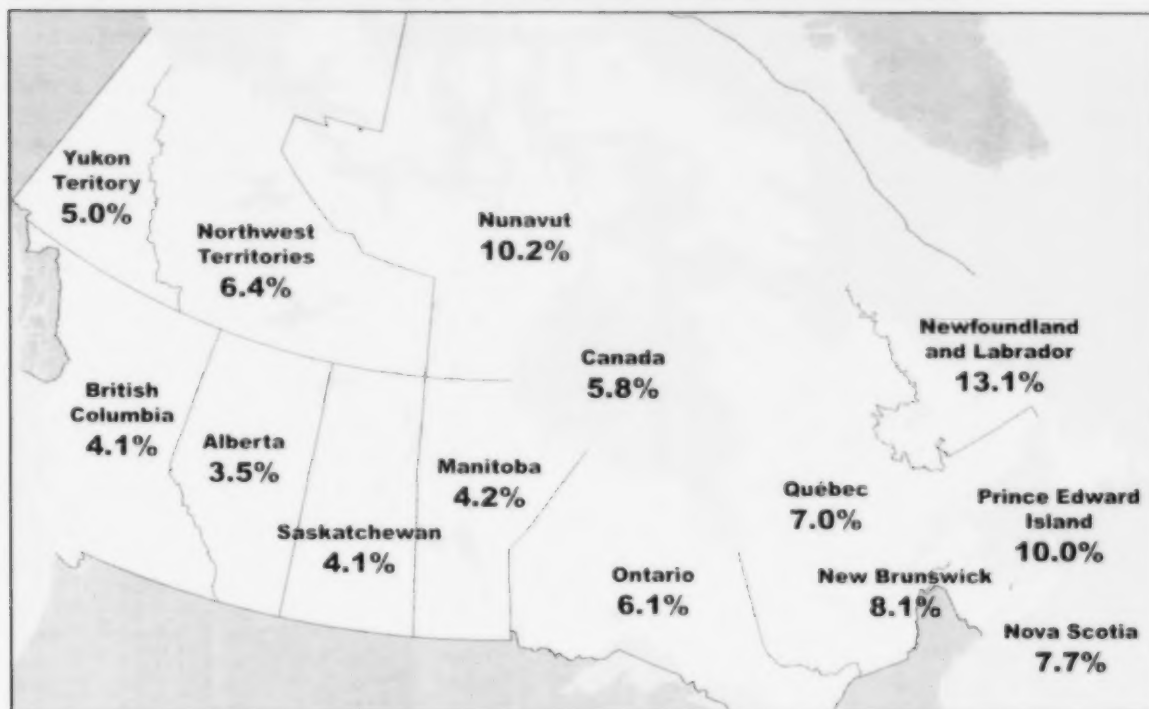 Yukon
Teritory
5.0%
Northwest
Territories
6.4%
Nunavut
10.2%
Newfoundland
and Labrador
13.1%
Canada
5.8%
British
Columbia
4.1%
Alberta
3.5%
Manitoba
4.2%
Saskatchewan
4.1%
Québec
7.0%
Prince Edward
Island
10.0%
Ontario
6.1%
New Brunswick
8.1%
Nova Scotia
7.7%